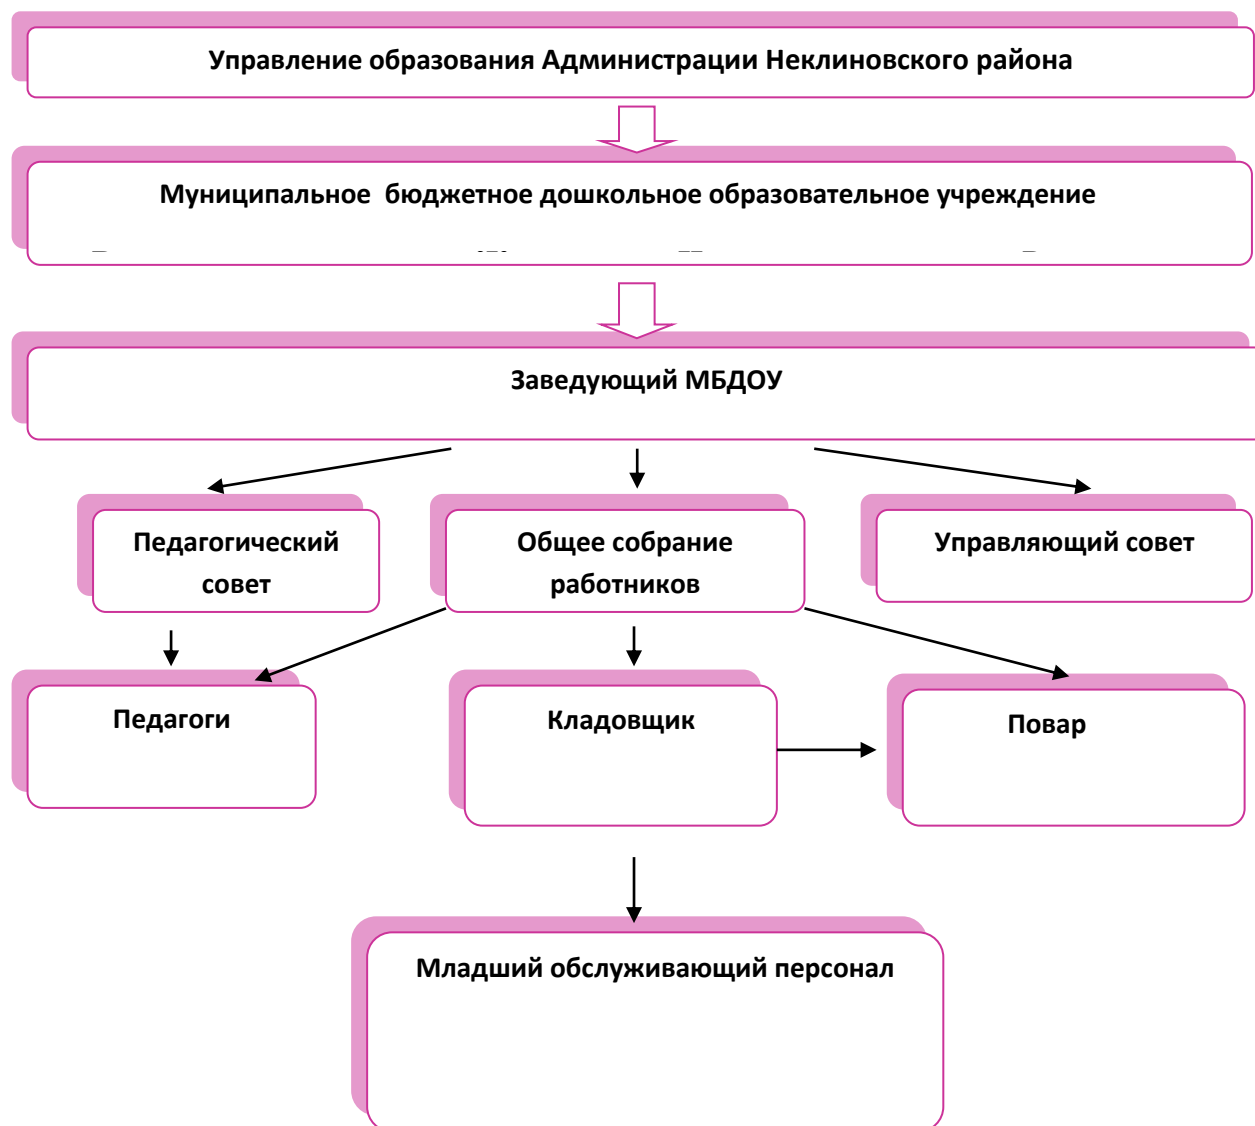 Управление образования Администрации Неклиновского района
Муниципальное бюджетное дошкольное образовательное учреждение
Заведующий МБДОУ
Педагогический
совет
Общее собрание
работников
Управляющий совет
Педагоги
Кладовщик
Повар
Младший обслуживающий персонал